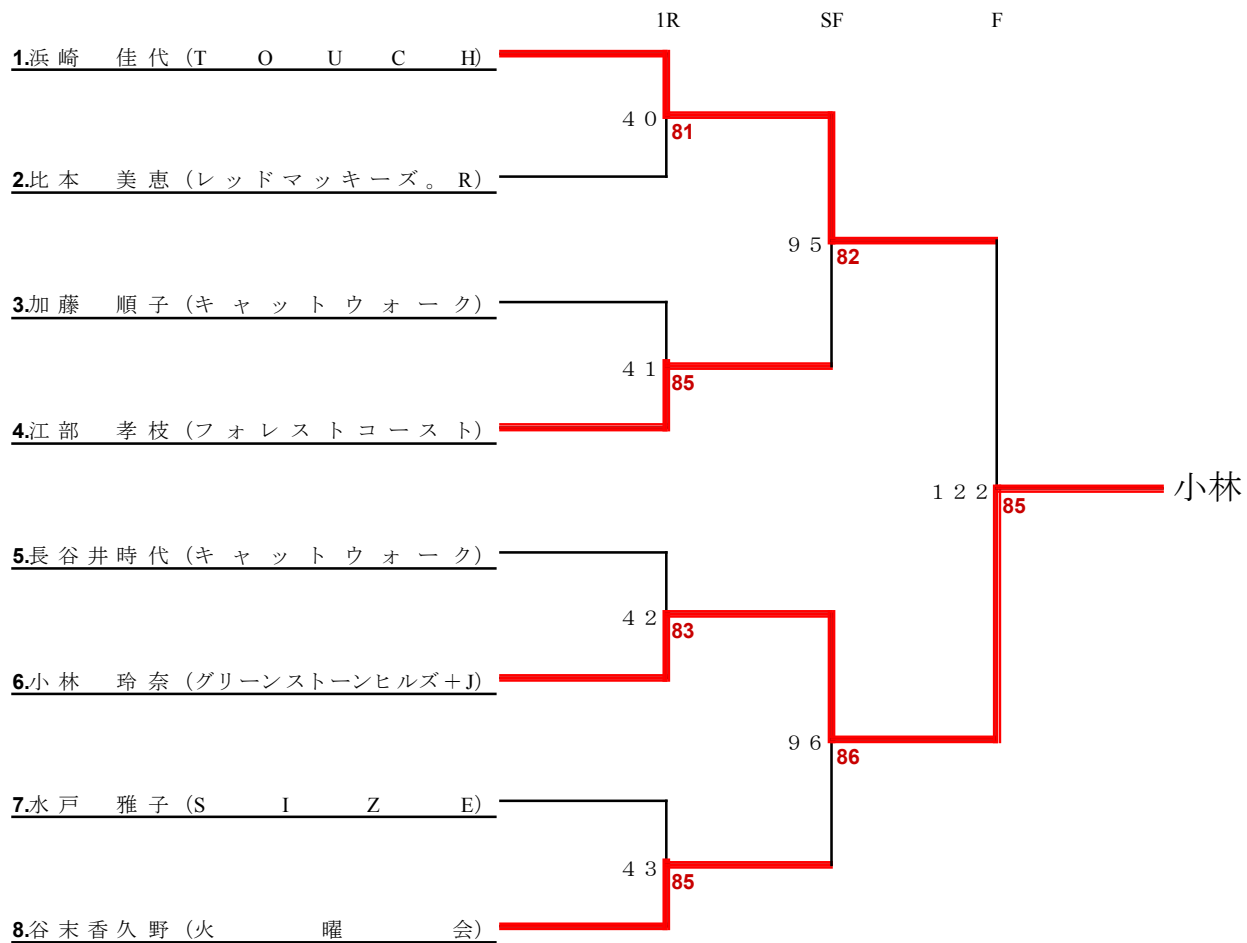 1R SF F
1.浜崎 佳代(TOUCH)
40 81
2.比本 美恵(レッドマッキーズ。R)
95 82
3.加藤 順子(キャットウォーク)
41 85
4.江部 孝枝(フォレストコースト)
122 85 小林
5.長谷井時代(キャットウォーク)
42 83
6.小林 玲奈(グリーンストーンヒルズ+J)
96 86
7.水戸 雅子(SIZE)
43 85
8.谷末香久野(火曜会)